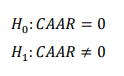 H₀: CAAR = 0
H₁: CAAR ≠ 0